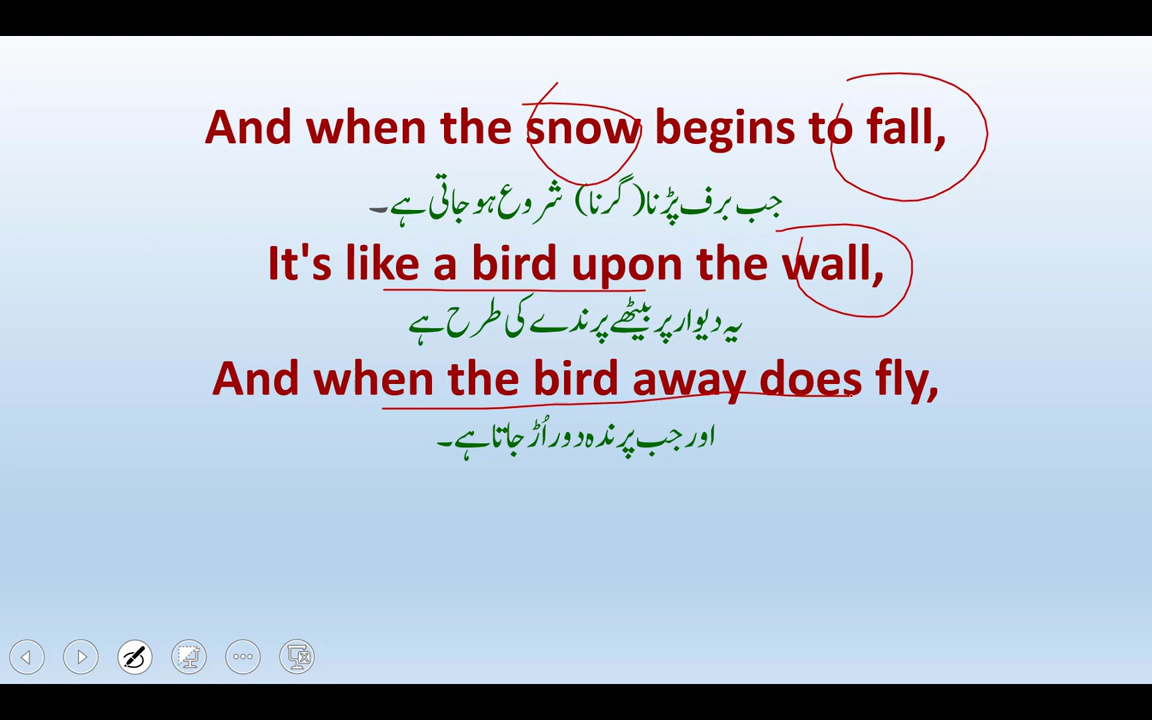 And when the snow begins to fall,
جب برف پڑنا (گرنا) شروع ہو جاتی ہے۔
It's like a bird upon the wall,
یہ دیوار پر بیٹھے پرندے کی طرح ہے
And when the bird away does fly,
اور جب پرندہ دور اُڑ جاتا ہے۔